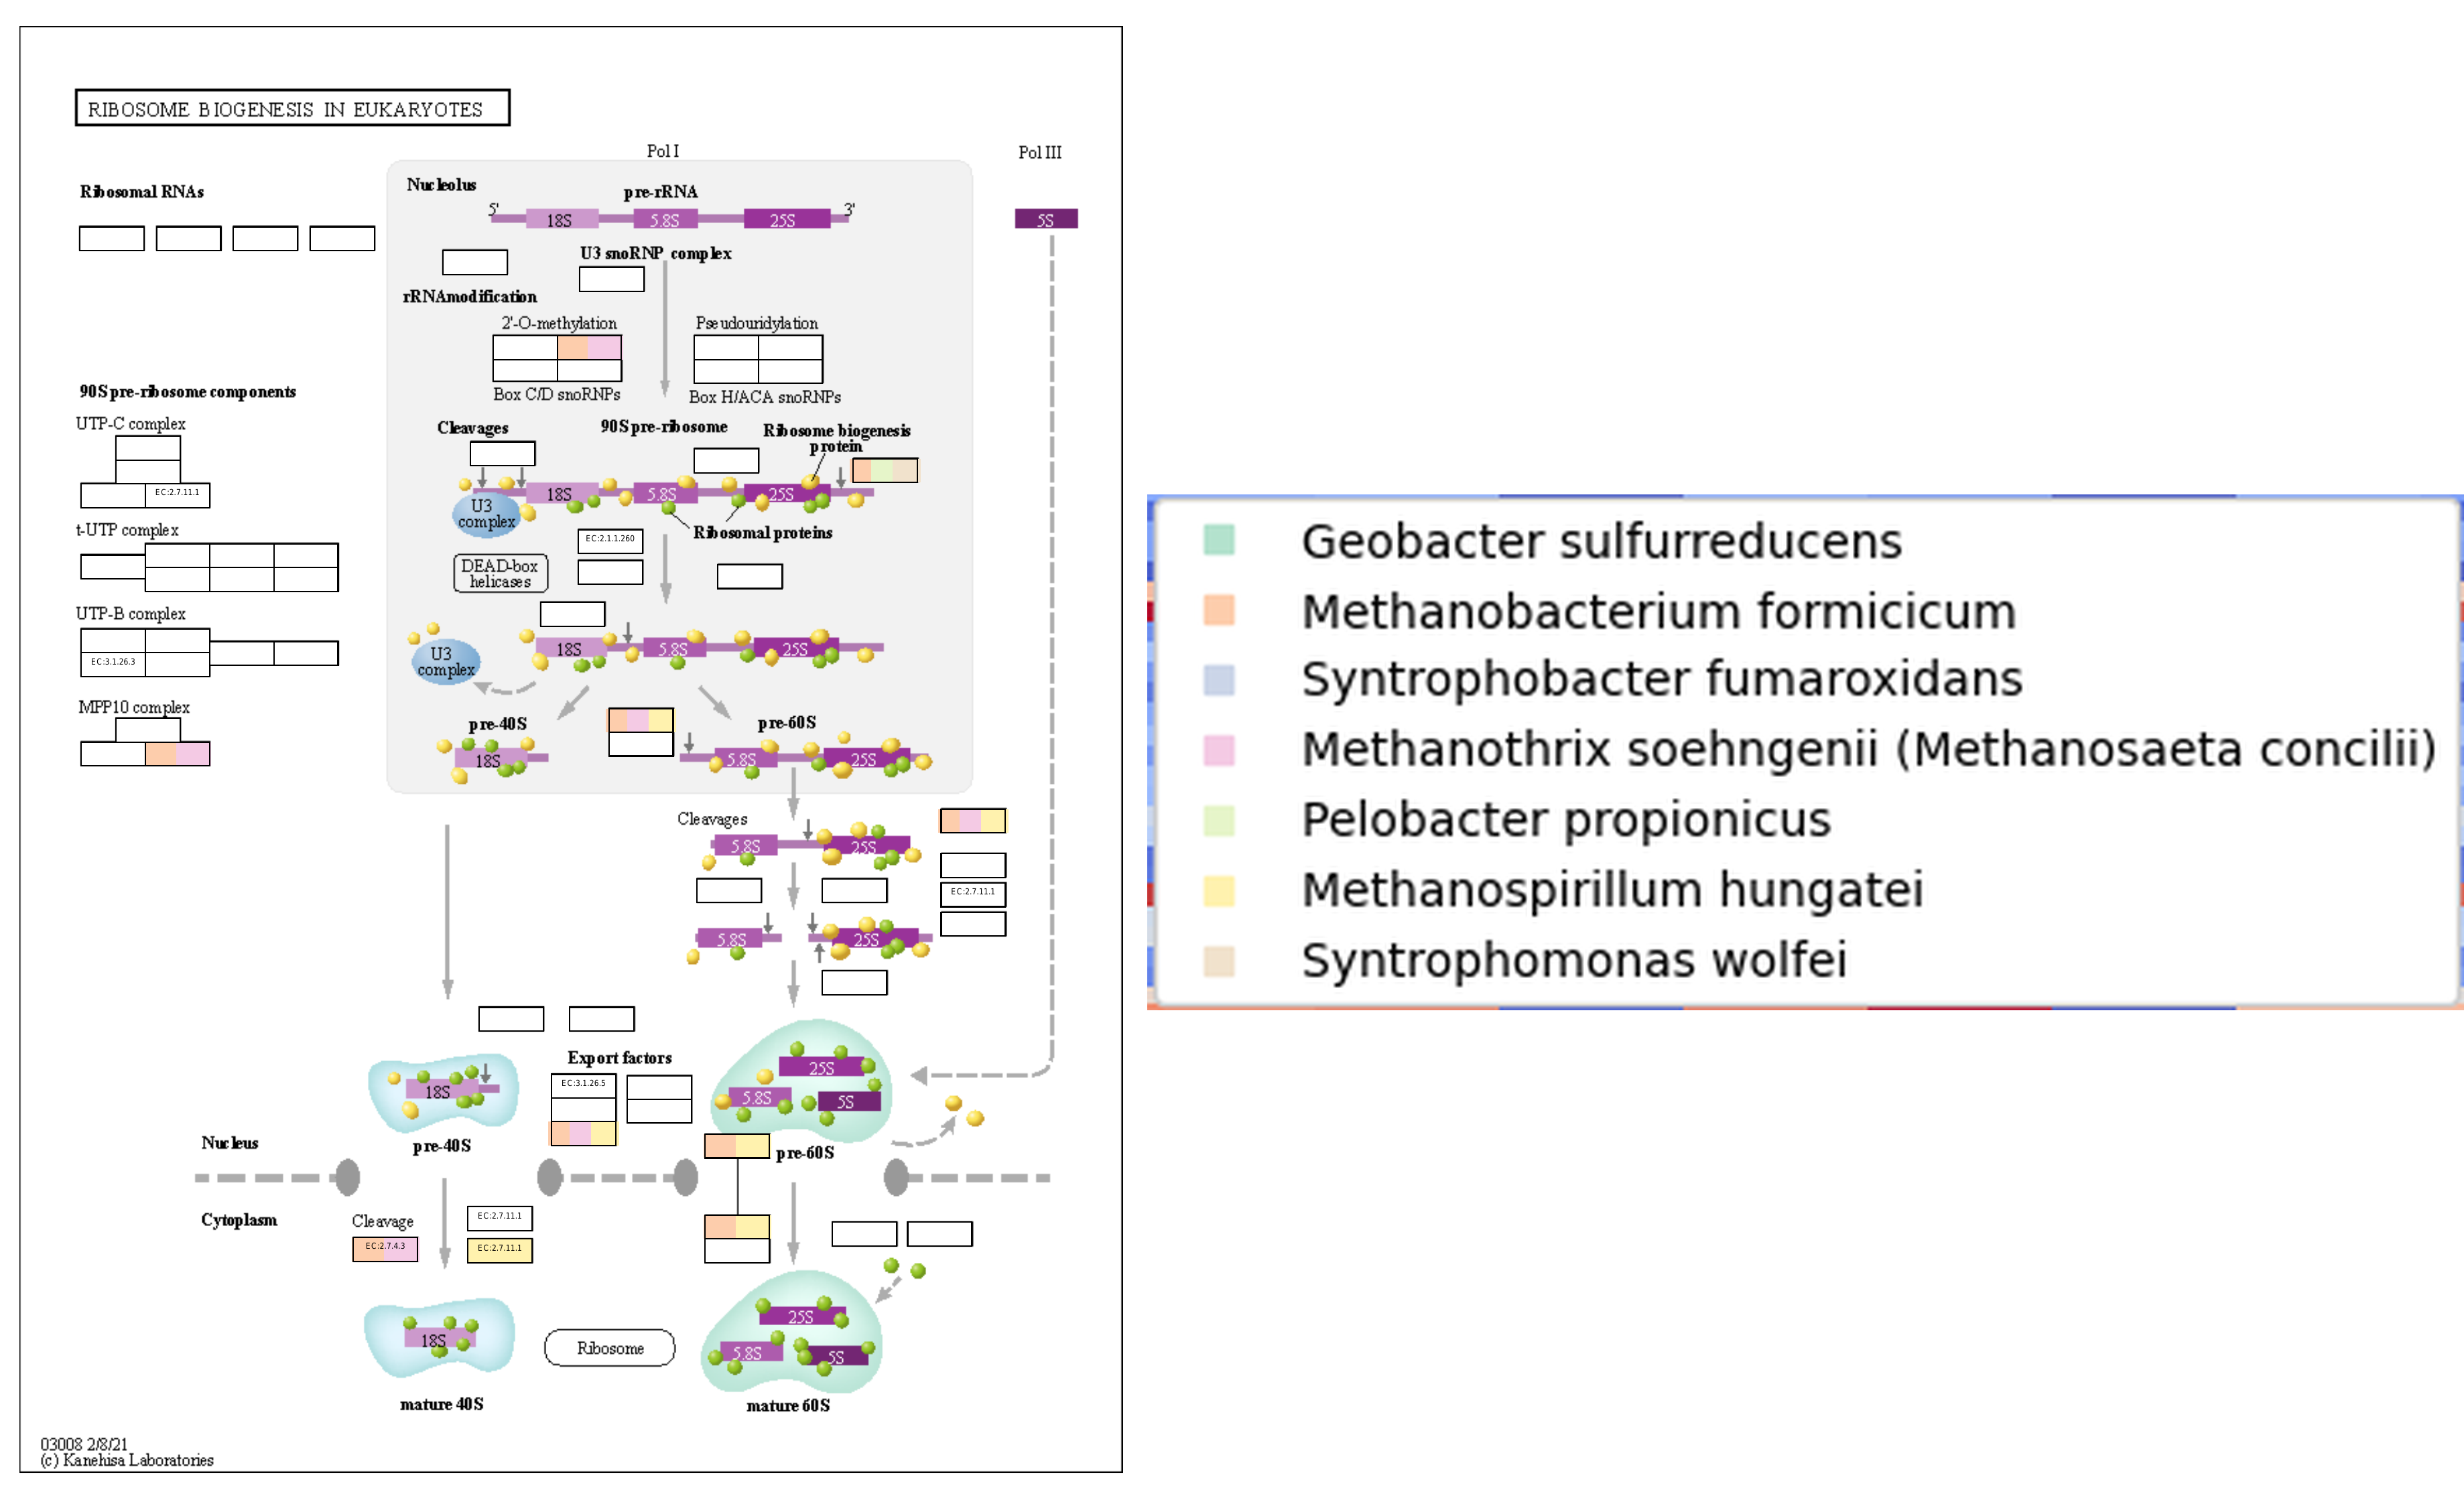 RIBOSOME BIOGENESIS IN EUKARYOTES
Pol I
Pol III
Ribosomal RNAs
Nucleolus
pre-rRNA
5'
3'
18S
5.8S
25S
5S
U3 snoRNP complex
rRNAmodification
2'-O-methylation
Pseudouridylation
Box C/D snoRNPs
Box H/ACA snoRNPs
90Spre-ribosome components
UTP-C complex
EC:2.7.11.1
t-UTP complex
UTP-B complex
EC:3.1.26.3
MPP10 complex
Cleavages
90Spre-ribosome
Ribosome biogenesis
protein
18S
5.8S
25S
U3
complex
Ribosomal proteins
EC:2.1.1.260
DEAD-box
helicases
18S
5.8S
25S
U3
complex
pre-40S
pre-60S
18S
5.8S
25S
Cleavages
5.8S
25S
EC:2.7.11.1
5.8S
25S
Export factors
EC:3.1.26.5
18S
25S
5.8S
5S
pre-40S
pre-60S
Nucleus
Cytoplasm
Cleavage
EC:2.7.4.3
EC:2.7.11.1
EC:2.7.11.1
18S
Ribosome
25S
5.8S
5S
mature 40S
mature 60S
03008 2/8/21
(c) Kanehisa Laboratories
Geobacter sulfurreducens
Methanobacterium formicicum
Syntrophobacter fumaroxidans
Methanothrix soehngenii (Methanosaeta concilii)
Pelobacter propionicus
Methanospirillum hungatei
Syntrophomonas wolfei